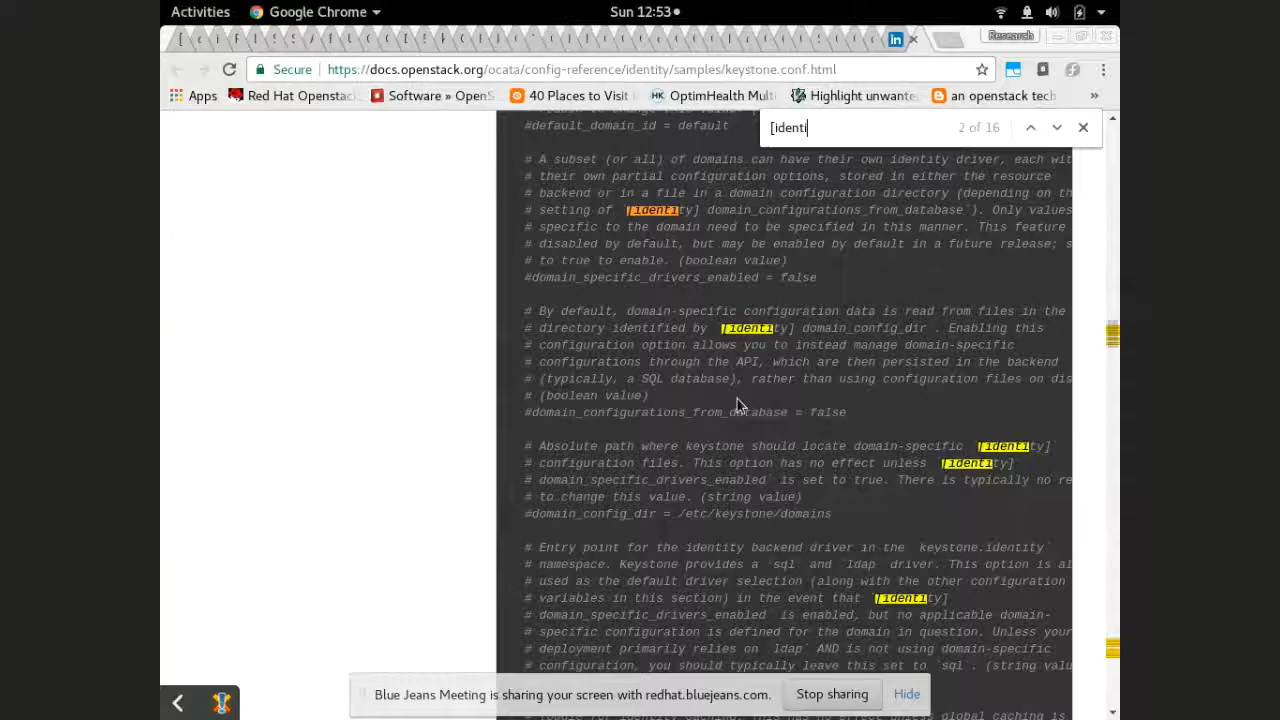 Activities Google Chrome Sun 12:53
Research
Secure https://docs.openstack.org/ocata/config-reference/identity/samples/keystone.conf.html
Apps Red Hat Openstac Software » OpenS 40 Places to Visit HK OptimHealth Mult Highlight unwante an openstack tech »
[identi 2 of 16
#default_domain_id = default
# A subset (or all) of domains can have their own identity driver, each wit
# their own partial configuration options, stored in either the resource
# backend or in a file in a domain configuration directory (depending on th
# setting of `[identity] domain_configurations_from_database`). Only values
# specific to the domain need to be specified in this manner. This feature
# disabled by default, but may be enabled by default in a future release; s
# to true to enable. (boolean value)
#domain_specific_drivers_enabled = false
# By default, domain-specific configuration data is read from files in the
# directory identified by `[identity] domain_config_dir`. Enabling this
# configuration option allows you to instead manage domain-specific
# configurations through the API, which are then persisted in the backend
# (typically, a SQL database), rather than using configuration files on dis
# (boolean value)
#domain_configurations_from_database = false
# Absolute path where keystone should locate domain-specific `[identity]`
# configuration files. This option has no effect unless `[identity]
# domain_specific_drivers_enabled` is set to true. There is typically no re
# to change this value. (string value)
#domain_config_dir = /etc/keystone/domains
# Entry point for the identity backend driver in the `keystone.identity`
# namespace. Keystone provides a `sql` and `ldap` driver. This option is al
# used as the default driver selection (along with the other configuration
# variables in this section) in the event that `[identity]
# domain_specific_drivers_enabled` is enabled, but no applicable domain-
# specific configuration is defined for the domain in question. Unless your
# deployment primarily relies on `ldap` AND is not using domain-specific
# configuration, you should typically leave this set to `sql`. (string valu
Blue Jeans Meeting is sharing your screen with redhat.bluejeans.com. Stop sharing Hide